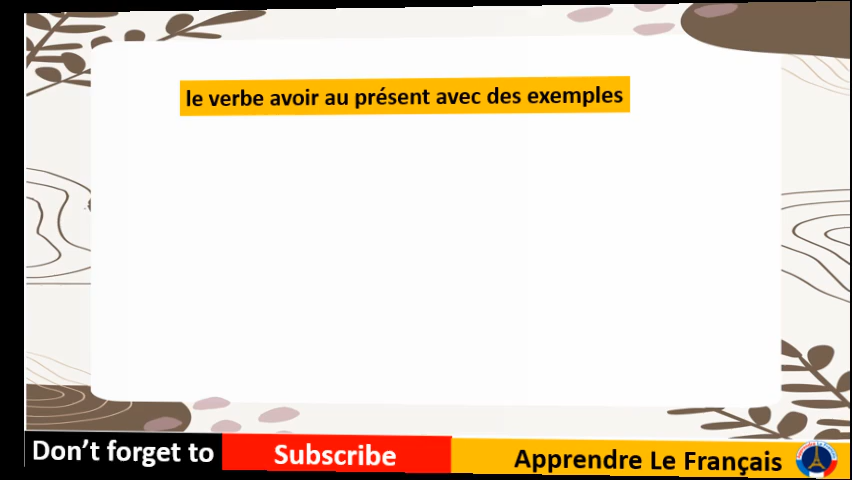 le verbe avoir au présent avec des exemples
Don't forget to Subscribe Apprendre Le Français